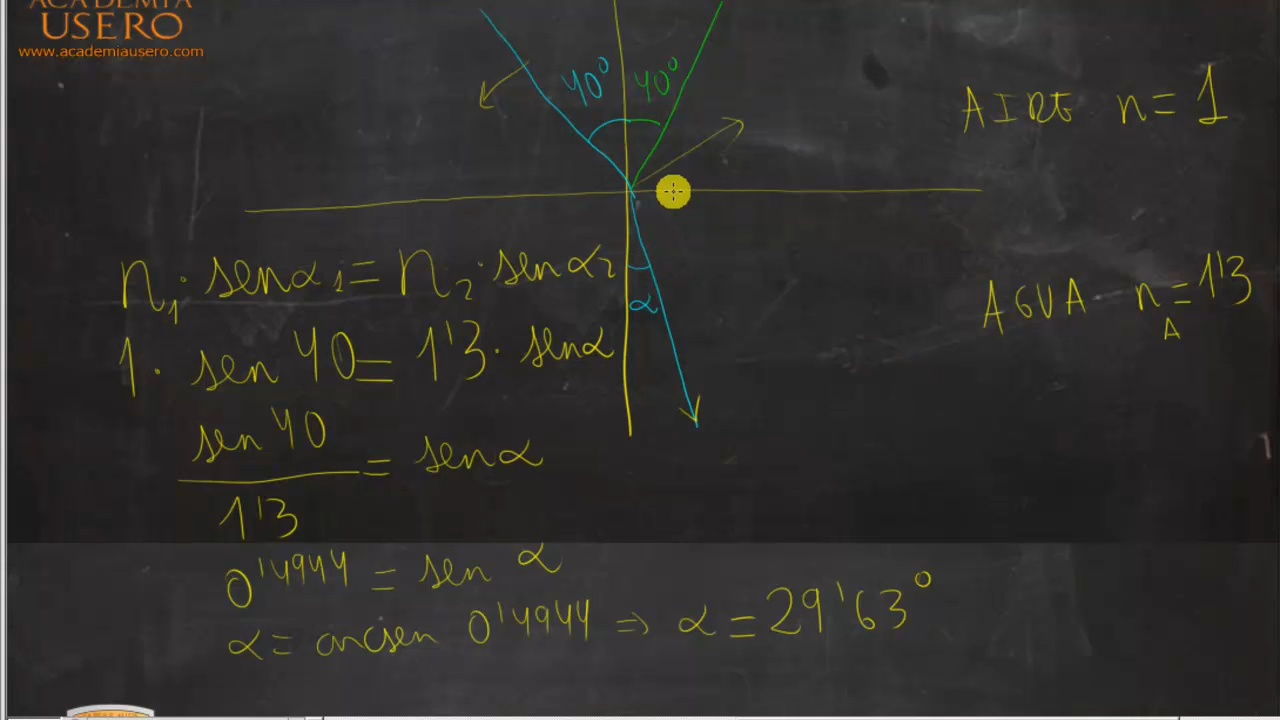 ACADEMIA
USERO
www.academiausero.com
40° 40°
AIRE n = 1
n₁ · senα₁ = n₂ · senα₂
α
AGUA n_A = 1'3
1 · sen 40 = 1'3 · senα
sen 40 / 1'3 = senα
0'4944 = sen α
α = arcsen 0'4944 ⇒ α = 29'63°